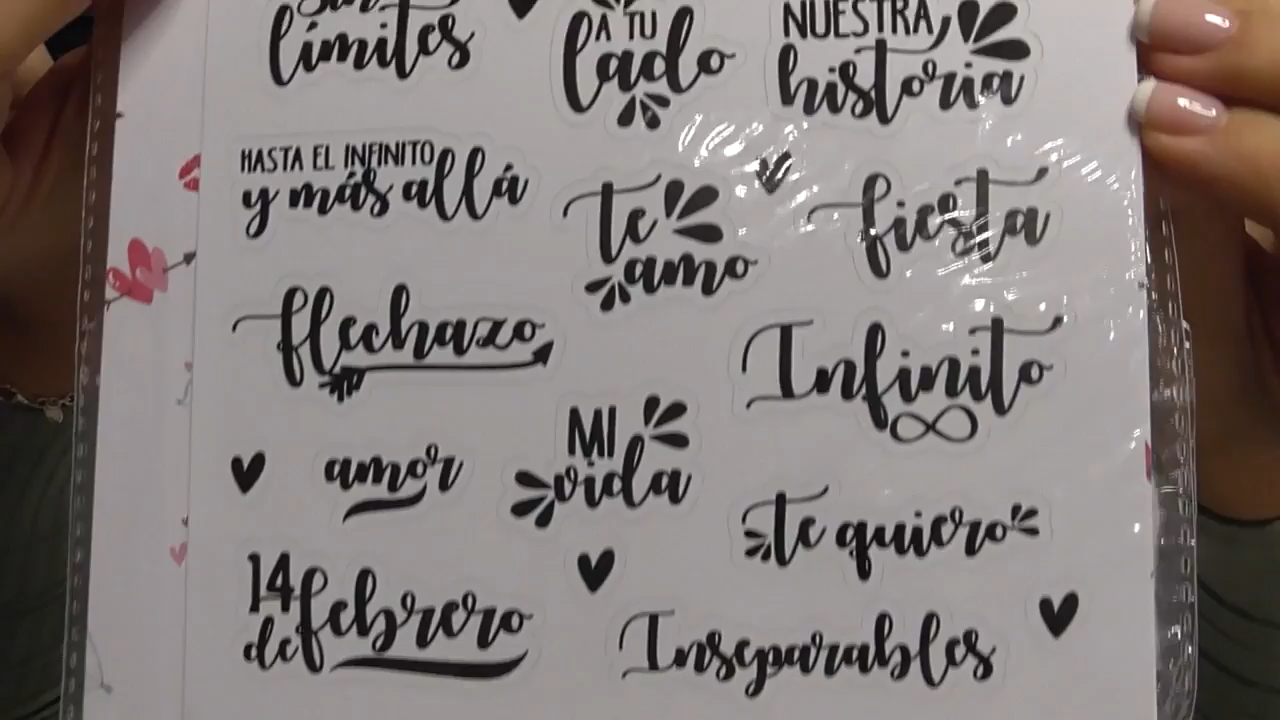 Sin
límites
A TU
lado
NUESTRA
historia
HASTA EL INFINITO
y más allá
te
amo
fiesta
flechazo
Infinito
amor
MI
vida
te quiero
14
de febrero
Inseparables